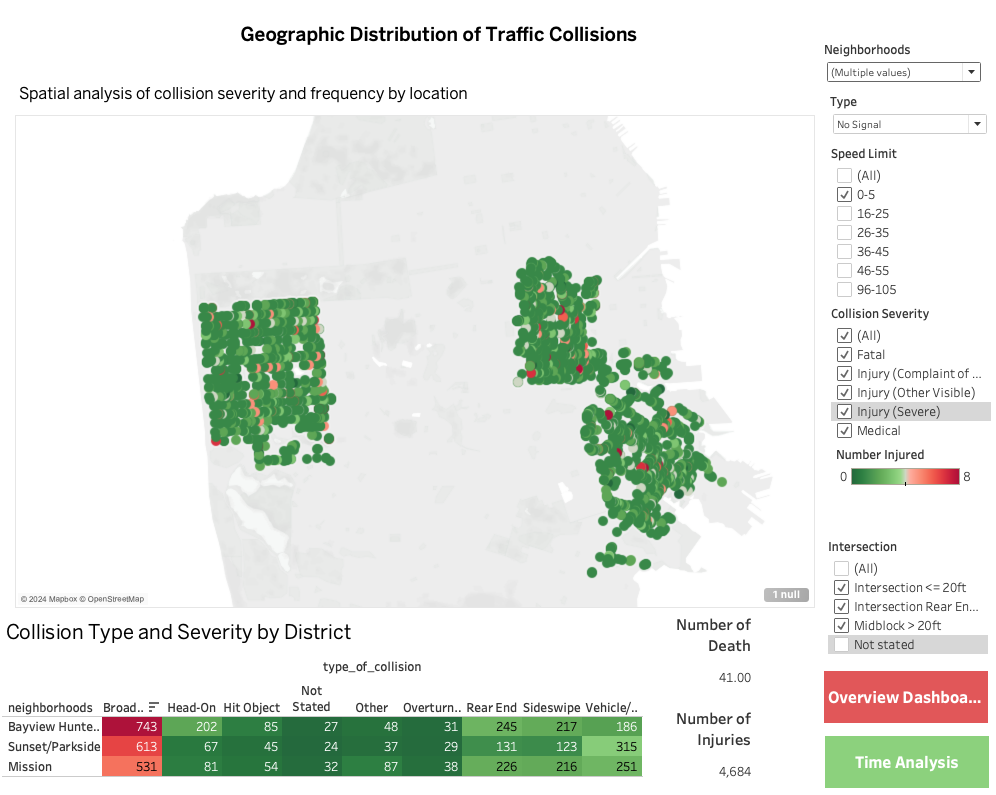 Geographic Distribution of Traffic Collisions
Spatial analysis of collision severity and frequency by location
© 2024 Mapbox © OpenStreetMap
1 null
Neighborhoods
(Multiple values)
Type
No Signal
Speed Limit
(All)
0-5
16-25
26-35
36-45
46-55
96-105
Collision Severity
(All)
Fatal
Injury (Complaint of ...
Injury (Other Visible)
Injury (Severe)
Medical
Number Injured
0 8
Intersection
(All)
Intersection <= 20ft
Intersection Rear En...
Midblock > 20ft
Not stated
Overview Dashboa...
Time Analysis
Collision Type and Severity by District
type_of_collision
neighborhoods Broad.. Head-On Hit Object Not Stated Other Overturn.. Rear End Sideswipe Vehicle/..
Bayview Hunte.. 743 202 85 27 48 31 245 217 186
Sunset/Parkside 613 67 45 24 37 29 131 123 315
Mission 531 81 54 32 87 38 226 216 251
Number of
Death
41.00
Number of
Injuries
4,684